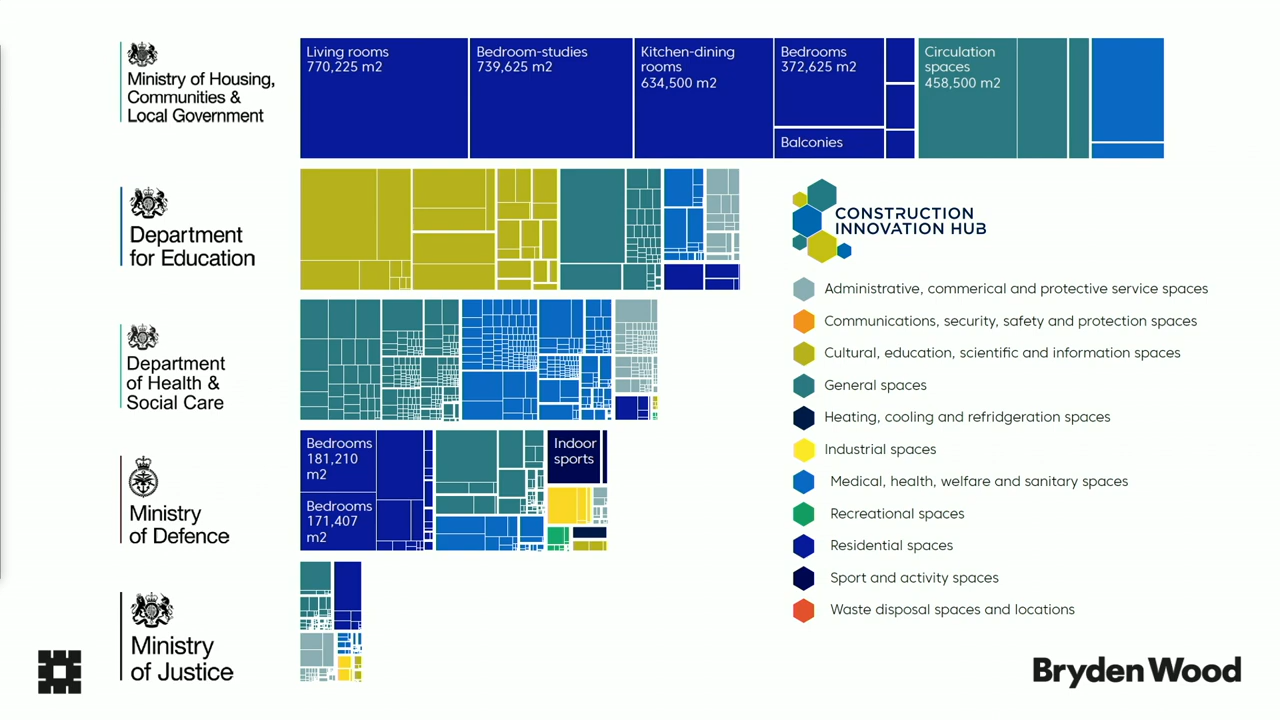 Ministry of Housing,
Communities &
Local Government
Living rooms
770,225 m2
Bedroom-studies
739,625 m2
Kitchen-dining
rooms
634,500 m2
Bedrooms
372,625 m2
Balconies
Circulation
spaces
458,500 m2
Department
for Education
CONSTRUCTION
INNOVATION HUB
Administrative, commerical and protective service spaces
Communications, security, safety and protection spaces
Cultural, education, scientific and information spaces
General spaces
Heating, cooling and refridgeration spaces
Industrial spaces
Medical, health, welfare and sanitary spaces
Recreational spaces
Residential spaces
Sport and activity spaces
Waste disposal spaces and locations
Department
of Health &
Social Care
Ministry
of Defence
Bedrooms
181,210
m2
Bedrooms
171,407
m2
Indoor
sports
Ministry
of Justice
Bryden Wood